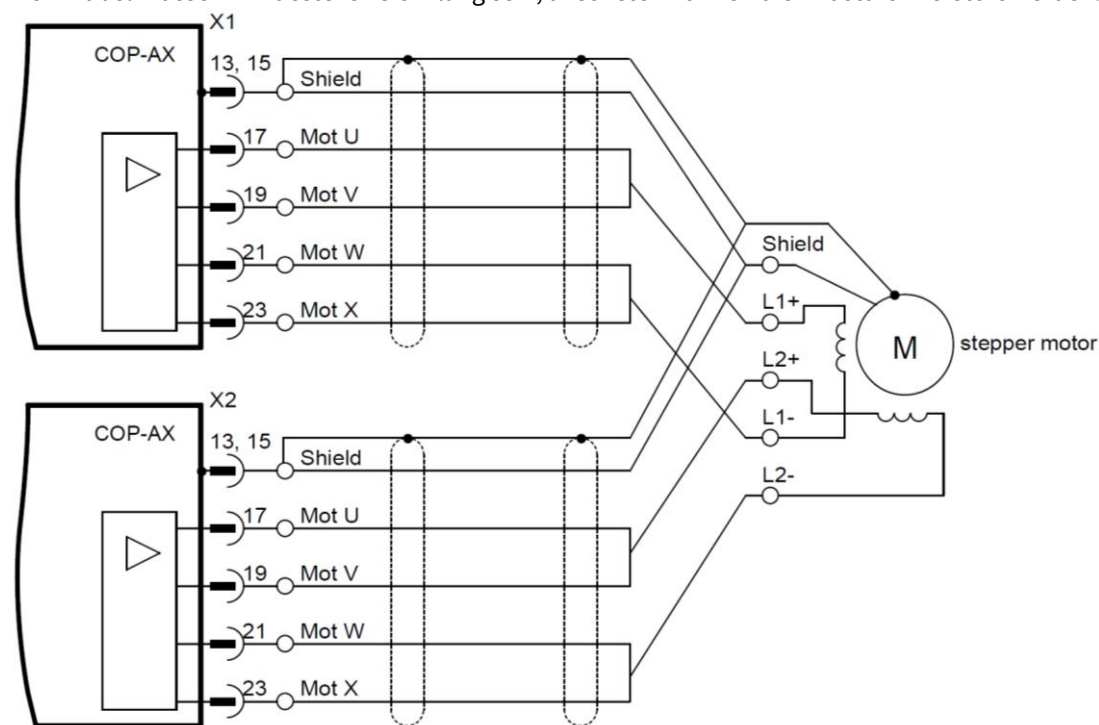 X1
COP-AX
13, 15
Shield
17
Mot U
19
Mot V
21
Mot W
23
Mot X
Shield
L1+
L2+
L1-
L2-
M
stepper motor
X2
COP-AX
13, 15
Shield
17
Mot U
19
Mot V
21
Mot W
23
Mot X